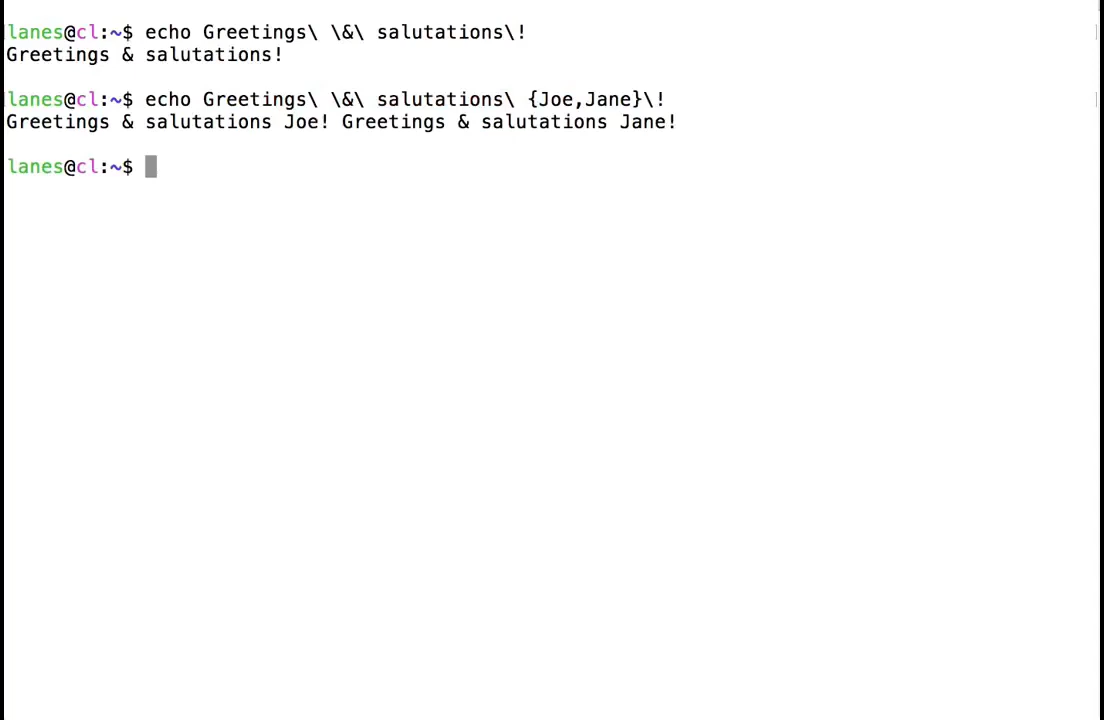 lanes@cl:~$ echo Greetings\ \&\ salutations\!
Greetings & salutations!
lanes@cl:~$ echo Greetings\ \&\ salutations\ {Joe,Jane}\!
Greetings & salutations Joe! Greetings & salutations Jane!
lanes@cl:~$